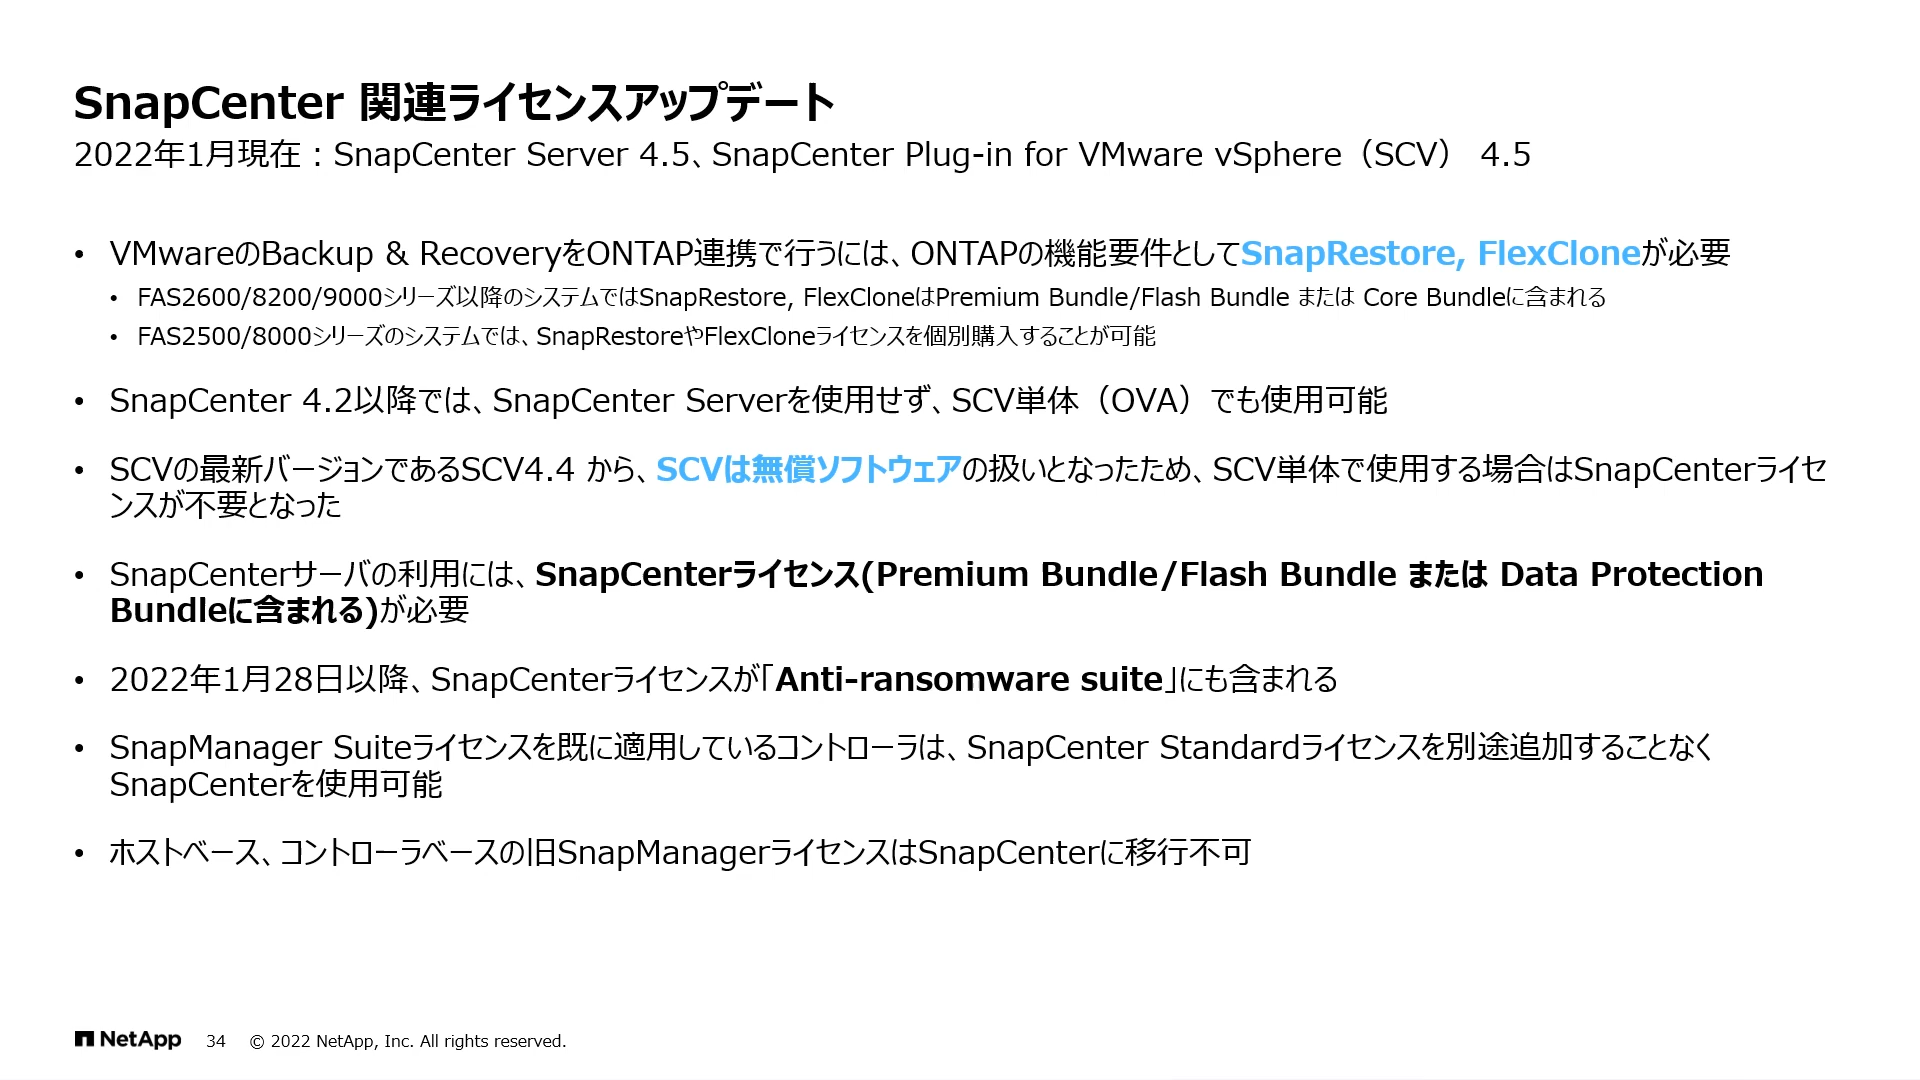 SnapCenter 関連ライセンスアップデート
2022年1月現在：SnapCenter Server 4.5、SnapCenter Plug-in for VMware vSphere（SCV） 4.5
• VMwareのBackup & RecoveryをONTAP連携で行うには、ONTAPの機能要件としてSnapRestore, FlexCloneが必要
• FAS2600/8200/9000シリーズ以降のシステムではSnapRestore, FlexCloneはPremium Bundle/Flash Bundle または Core Bundleに含まれる
• FAS2500/8000シリーズのシステムでは、SnapRestoreやFlexCloneライセンスを個別購入することが可能
• SnapCenter 4.2以降では、SnapCenter Serverを使用せず、SCV単体（OVA）でも使用可能
• SCVの最新バージョンであるSCV4.4 から、SCVは無償ソフトウェアの扱いとなったため、SCV単体で使用する場合はSnapCenterライセ
ンスが不要となった
• SnapCenterサーバの利用には、SnapCenterライセンス(Premium Bundle/Flash Bundle または Data Protection
Bundleに含まれる)が必要
• 2022年1月28日以降、SnapCenterライセンスが「Anti-ransomware suite」にも含まれる
• SnapManager Suiteライセンスを既に適用しているコントローラは、SnapCenter Standardライセンスを別途追加することなく
SnapCenterを使用可能
• ホストベース、コントローラベースの旧SnapManagerライセンスはSnapCenterに移行不可
NetApp 34 © 2022 NetApp, Inc. All rights reserved.